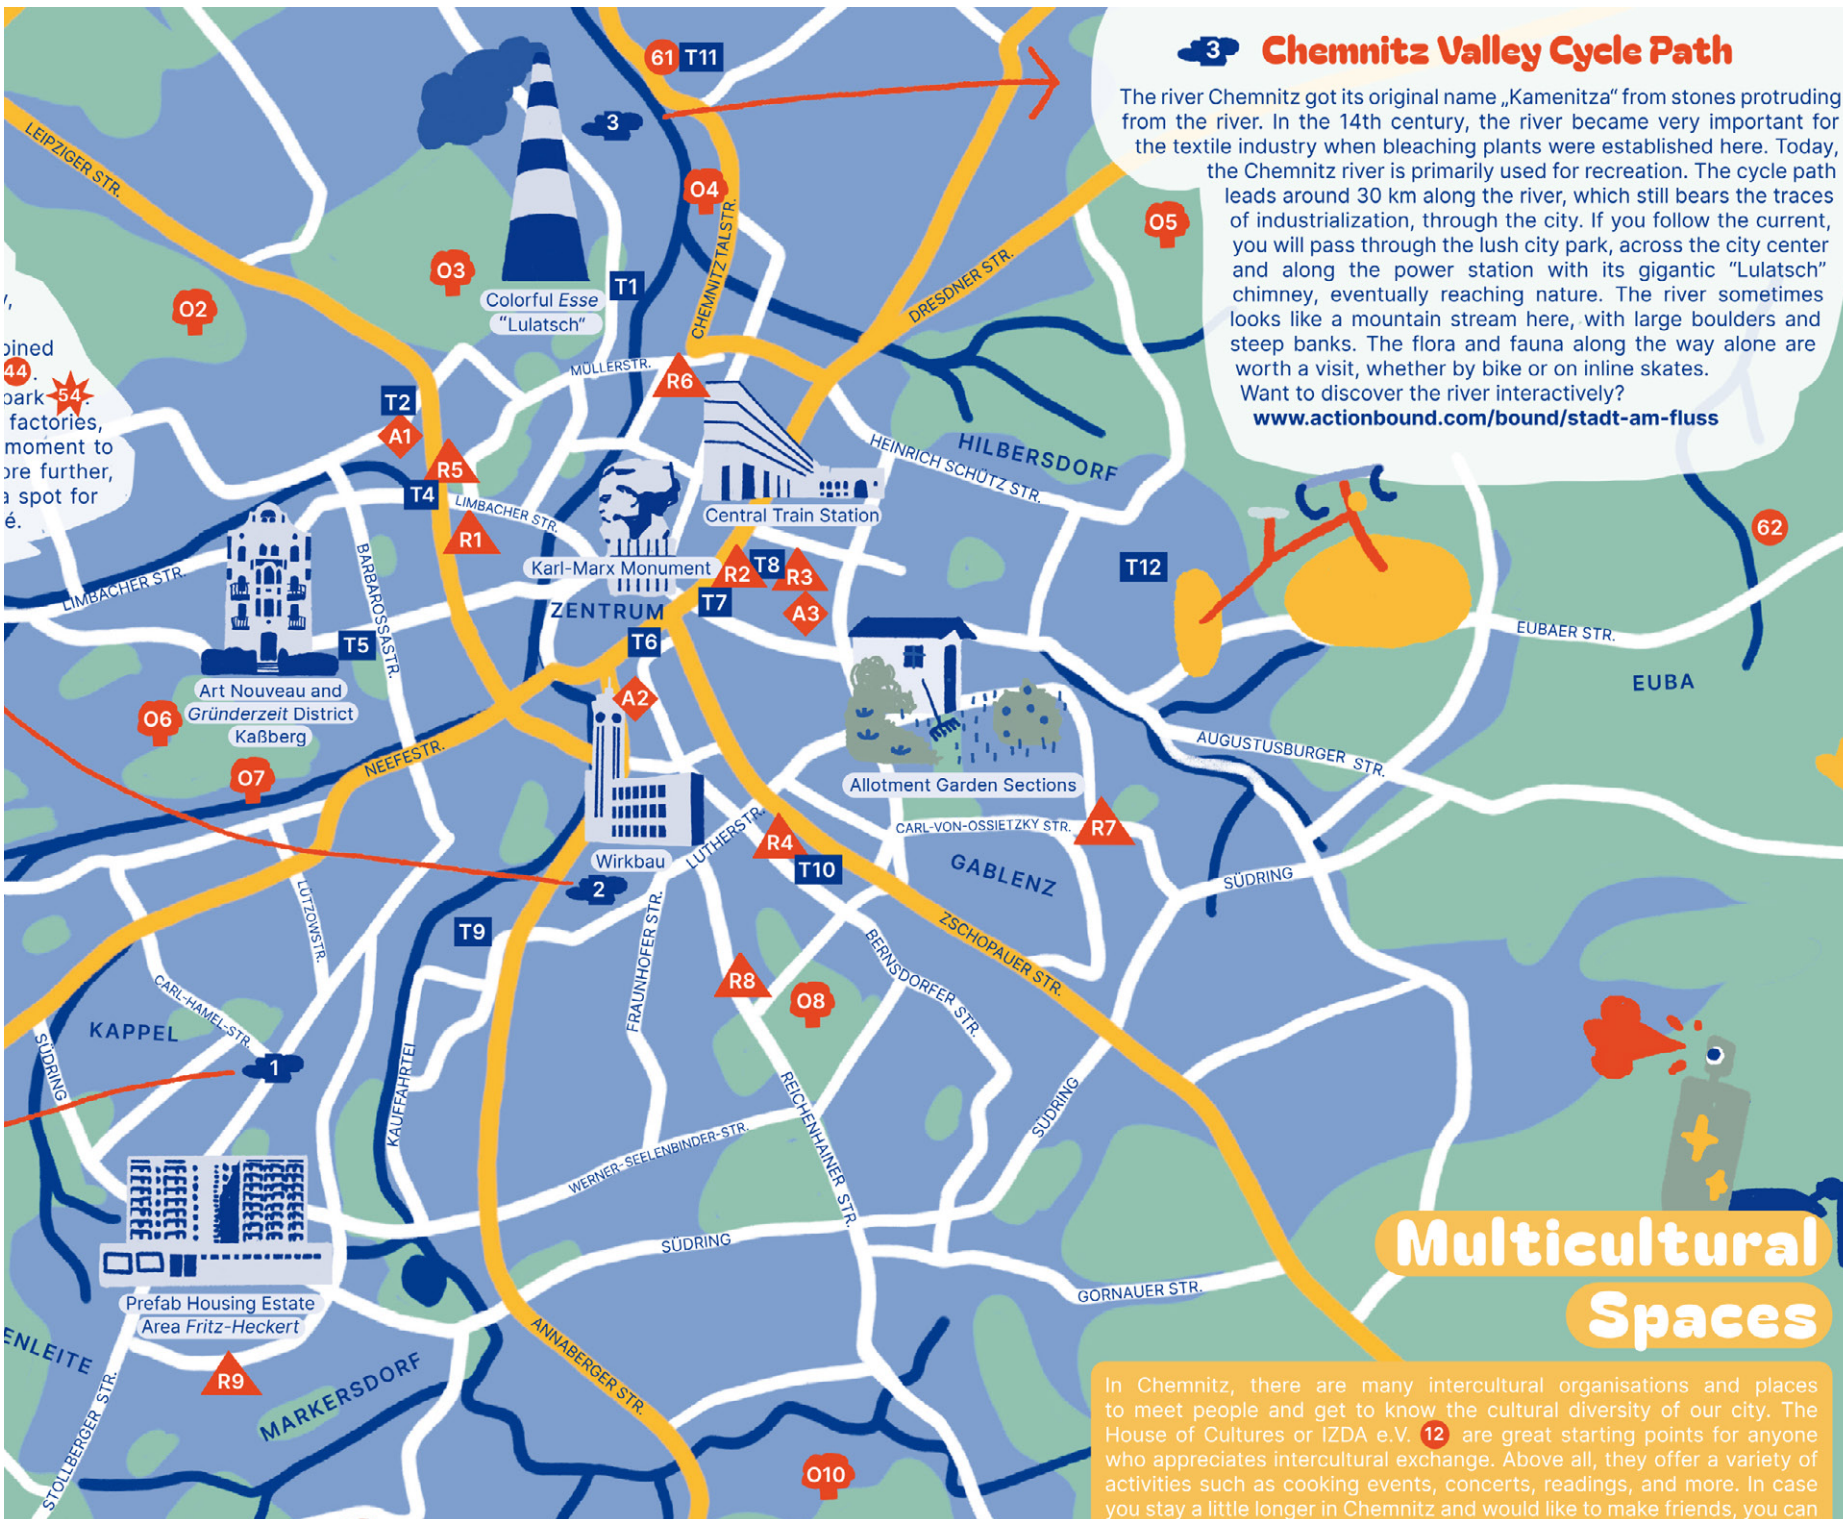 61 T11
3
LEIPZIGER STR.
O4
CHEMNITZTALSTR.
O3
O2
O5
T1
DRESDNER STR.
Colorful Esse
“Lulatsch”
MÜLLERSTR.
R6
T2
A1
R5
T4
LIMBACHER STR.
R1
HEINRICH SCHÜTZ STR.
HILBERSDORF
Central Train Station
Karl-Marx Monument
R2 T8 R3
T7
A3
ZENTRUM
T6
A2
T12
62
LIMBACHER STR.
BARBAROSSASTR.
T5
Art Nouveau and
Gründerzeit District
Kaßberg
O6
O7
NEEFESTR.
EUBAER STR.
EUBA
AUGUSTUSBURGER STR.
Allotment Garden Sections
CARL-VON-OSSIETZKY STR.
R7
GABLENZ
SÜDRING
Wirkbau
LUTHERSTR.
R4
T10
2
T9
LÜTZOWSTR.
FRAUNHOFER STR.
ZSCHOPAUER STR.
BERNSDORFER STR.
R8
O8
CARL-HAMEL-STR.
KAPPEL
SÜDRING
1
KAUFFAHRTEI
REICHENHAINER STR.
SÜDRING
WERNER-SEELENBINDER-STR.
SÜDRING
GORNAUER STR.
Prefab Housing Estate
Area Fritz-Heckert
ENLEITE
R9
MARKERSDORF
STOLLBERGER STR.
ANNABERGER STR.
O10
oined
44.
park 54.
factories,
moment to
ore further,
a spot for
é.
3 Chemnitz Valley Cycle Path
The river Chemnitz got its original name „Kamenitza“ from stones protruding
from the river. In the 14th century, the river became very important for
the textile industry when bleaching plants were established here. Today,
the Chemnitz river is primarily used for recreation. The cycle path
leads around 30 km along the river, which still bears the traces
of industrialization, through the city. If you follow the current,
you will pass through the lush city park, across the city center
and along the power station with its gigantic “Lulatsch”
chimney, eventually reaching nature. The river sometimes
looks like a mountain stream here, with large boulders and
steep banks. The flora and fauna along the way alone are
worth a visit, whether by bike or on inline skates.
Want to discover the river interactively?
www.actionbound.com/bound/stadt-am-fluss
Multicultural
Spaces
In Chemnitz, there are many intercultural organisations and places
to meet people and get to know the cultural diversity of our city. The
House of Cultures or IZDA e.V. 12 are great starting points for anyone
who appreciates intercultural exchange. Above all, they offer a variety of
activities such as cooking events, concerts, readings, and more. In case
you stay a little longer in Chemnitz and would like to make friends, you can